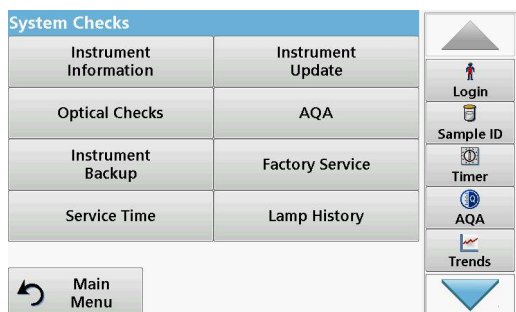 System Checks
Instrument
Information
Instrument
Update
Optical Checks
AQA
Instrument
Backup
Factory Service
Service Time
Lamp History
Main
Menu
Login
Sample ID
Timer
AQA
Trends